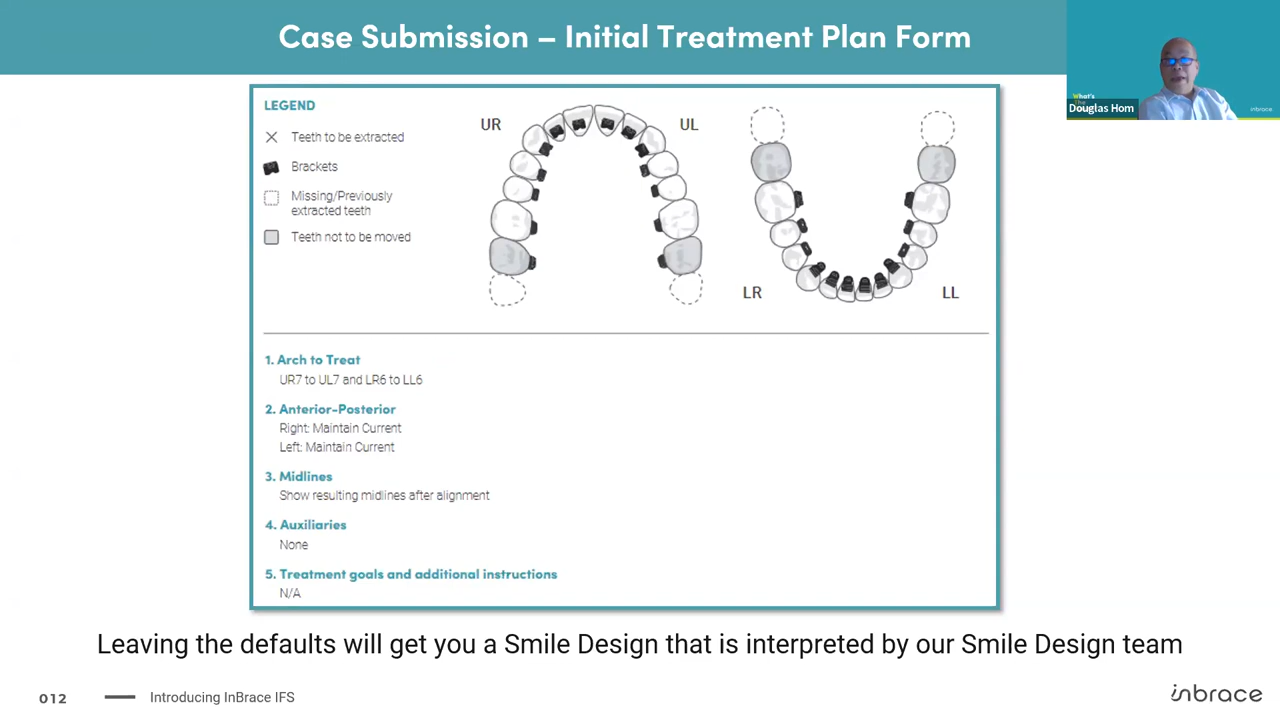 Case Submission – Initial Treatment Plan Form
What's
Douglas Hom
inbrace
LEGEND
Teeth to be extracted
Brackets
Missing/Previously
extracted teeth
Teeth not to be moved
UR
UL
LR
LL
1. Arch to Treat
UR7 to UL7 and LR6 to LL6
2. Anterior-Posterior
Right: Maintain Current
Left: Maintain Current
3. Midlines
Show resulting midlines after alignment
4. Auxiliaries
None
5. Treatment goals and additional instructions
N/A
Leaving the defaults will get you a Smile Design that is interpreted by our Smile Design team
012
Introducing InBrace IFS
inbrace